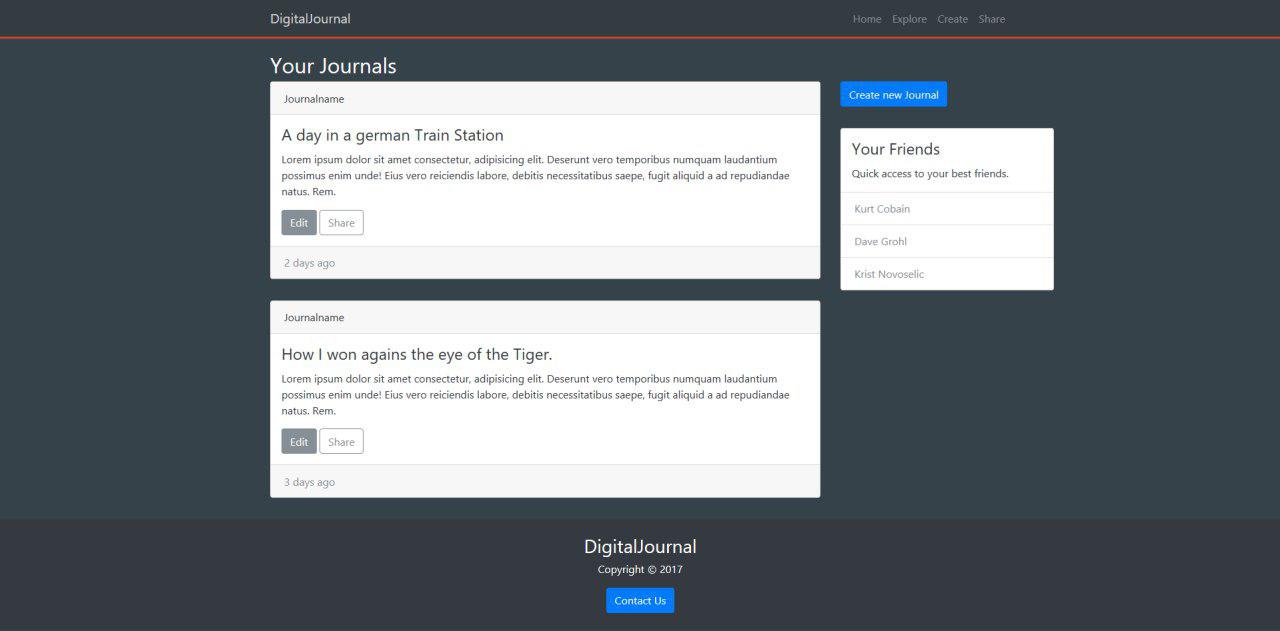 DigitalJournal
Home Explore Create Share
Your Journals
Journalname
A day in a german Train Station
Lorem ipsum dolor sit amet consectetur, adipisicing elit. Deserunt vero temporibus numquam laudantium
possimus enim unde! Eius vero reiciendis labore, debitis necessitatibus saepe, fugit aliquid a ad repudiandae
natus. Rem.
Edit Share
2 days ago
Journalname
How I won agains the eye of the Tiger.
Lorem ipsum dolor sit amet consectetur, adipisicing elit. Deserunt vero temporibus numquam laudantium
possimus enim unde! Eius vero reiciendis labore, debitis necessitatibus saepe, fugit aliquid a ad repudiandae
natus. Rem.
Edit Share
3 days ago
Create new Journal
Your Friends
Quick access to your best friends.
Kurt Cobain
Dave Grohl
Krist Novoselic
DigitalJournal
Copyright © 2017
Contact Us